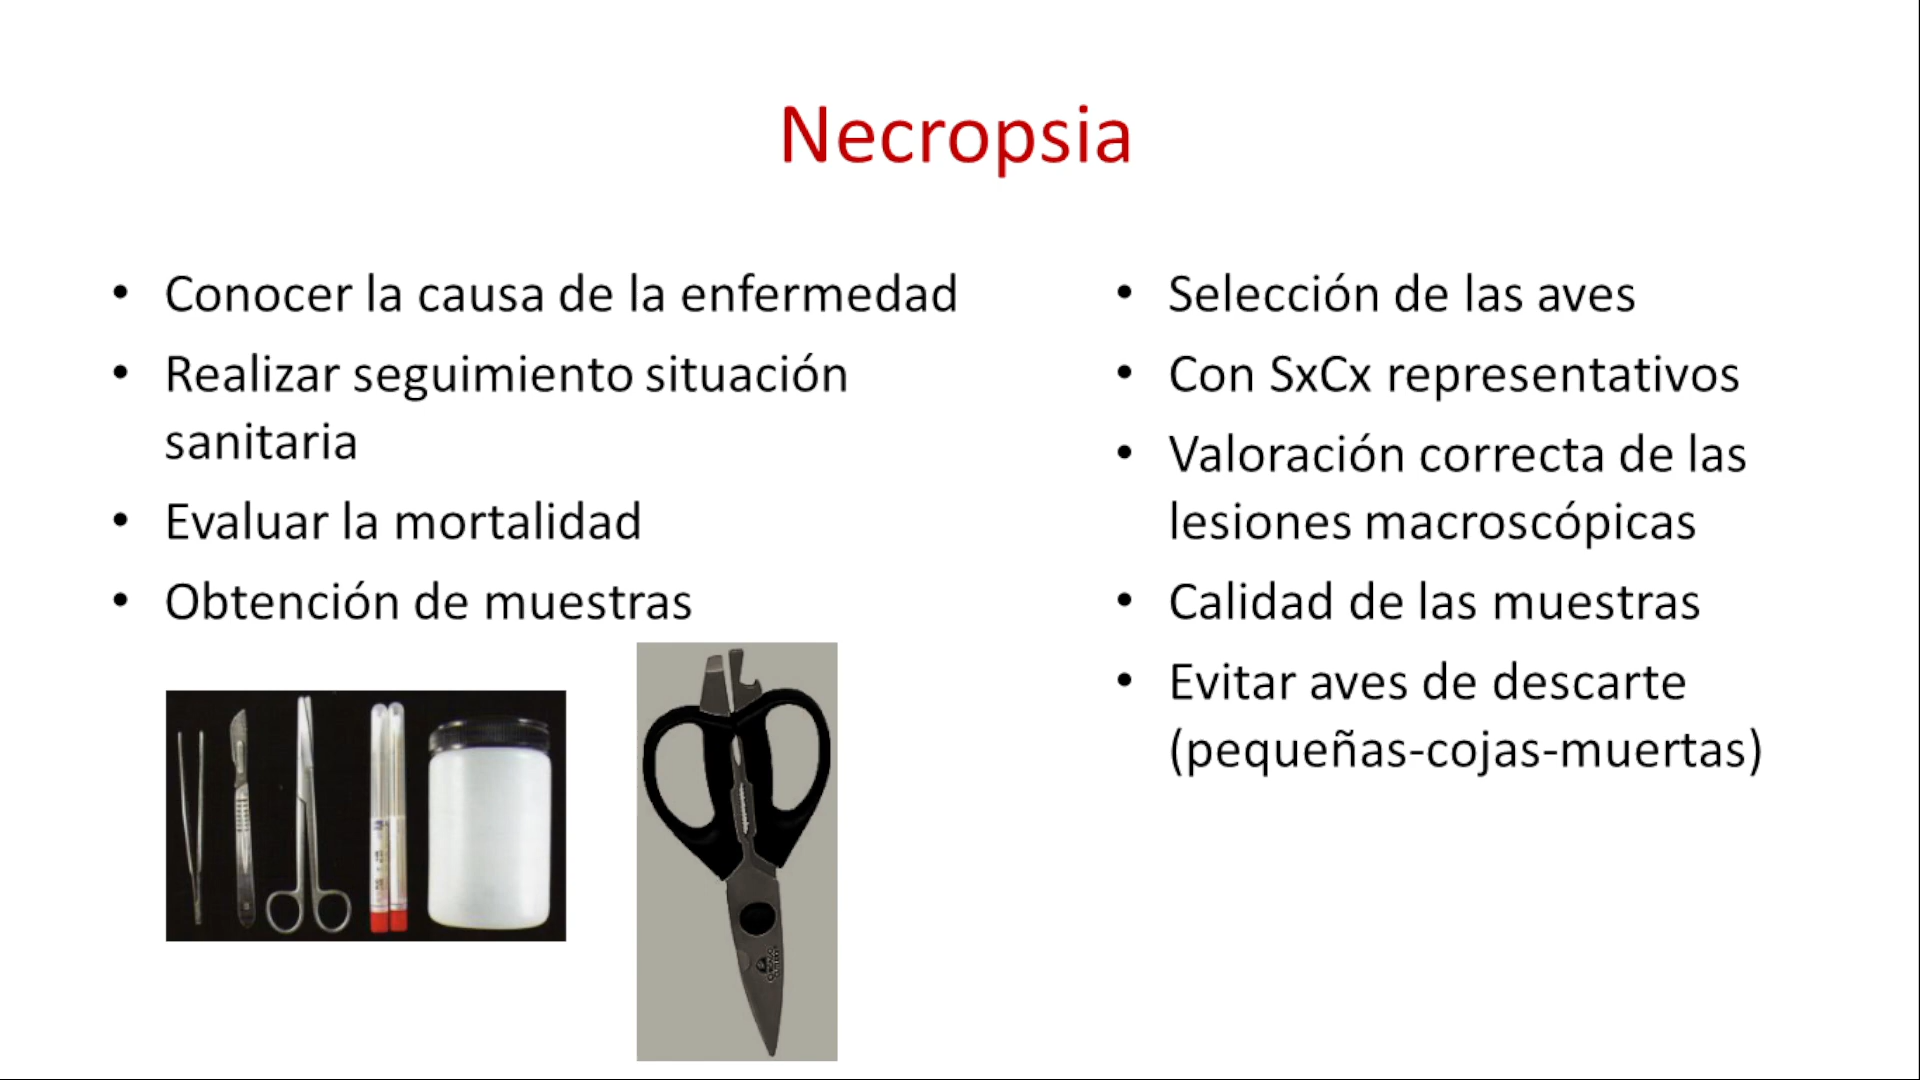 Necropsia
• Conocer la causa de la enfermedad
• Realizar seguimiento situación
sanitaria
• Evaluar la mortalidad
• Obtención de muestras
• Selección de las aves
• Con SxCx representativos
• Valoración correcta de las
lesiones macroscópicas
• Calidad de las muestras
• Evitar aves de descarte
(pequeñas-cojas-muertas)